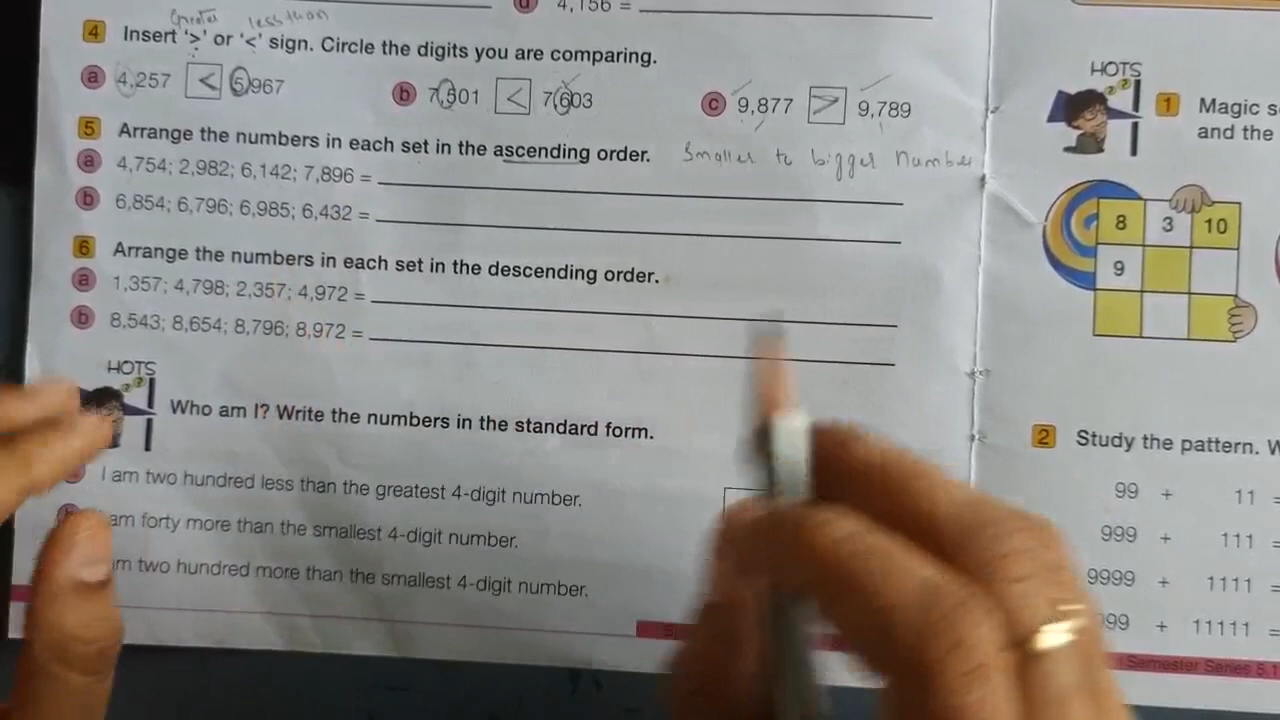 d 4,156 =
Greater less than
4 Insert '>' or '<' sign. Circle the digits you are comparing.
a 4,257 < 5,967 b 7,501 < 7,603 c 9,877 > 9,789
5 Arrange the numbers in each set in the ascending order. Smaller to bigger number
a 4,754; 2,982; 6,142; 7,896 =
b 6,854; 6,796; 6,985; 6,432 =
6 Arrange the numbers in each set in the descending order.
a 1,357; 4,798; 2,357; 4,972 =
b 8,543; 8,654; 8,796; 8,972 =
HOTS
Who am I? Write the numbers in the standard form.
I am two hundred less than the greatest 4-digit number.
am forty more than the smallest 4-digit number.
two hundred more than the smallest 4-digit number.
HOTS
1 Magic
and the
8 3 10
9
2 Study the pattern.
99 + 11 =
999 + 111 =
9999 + 1111 =
+ 11111 =
Semester Series 5.1